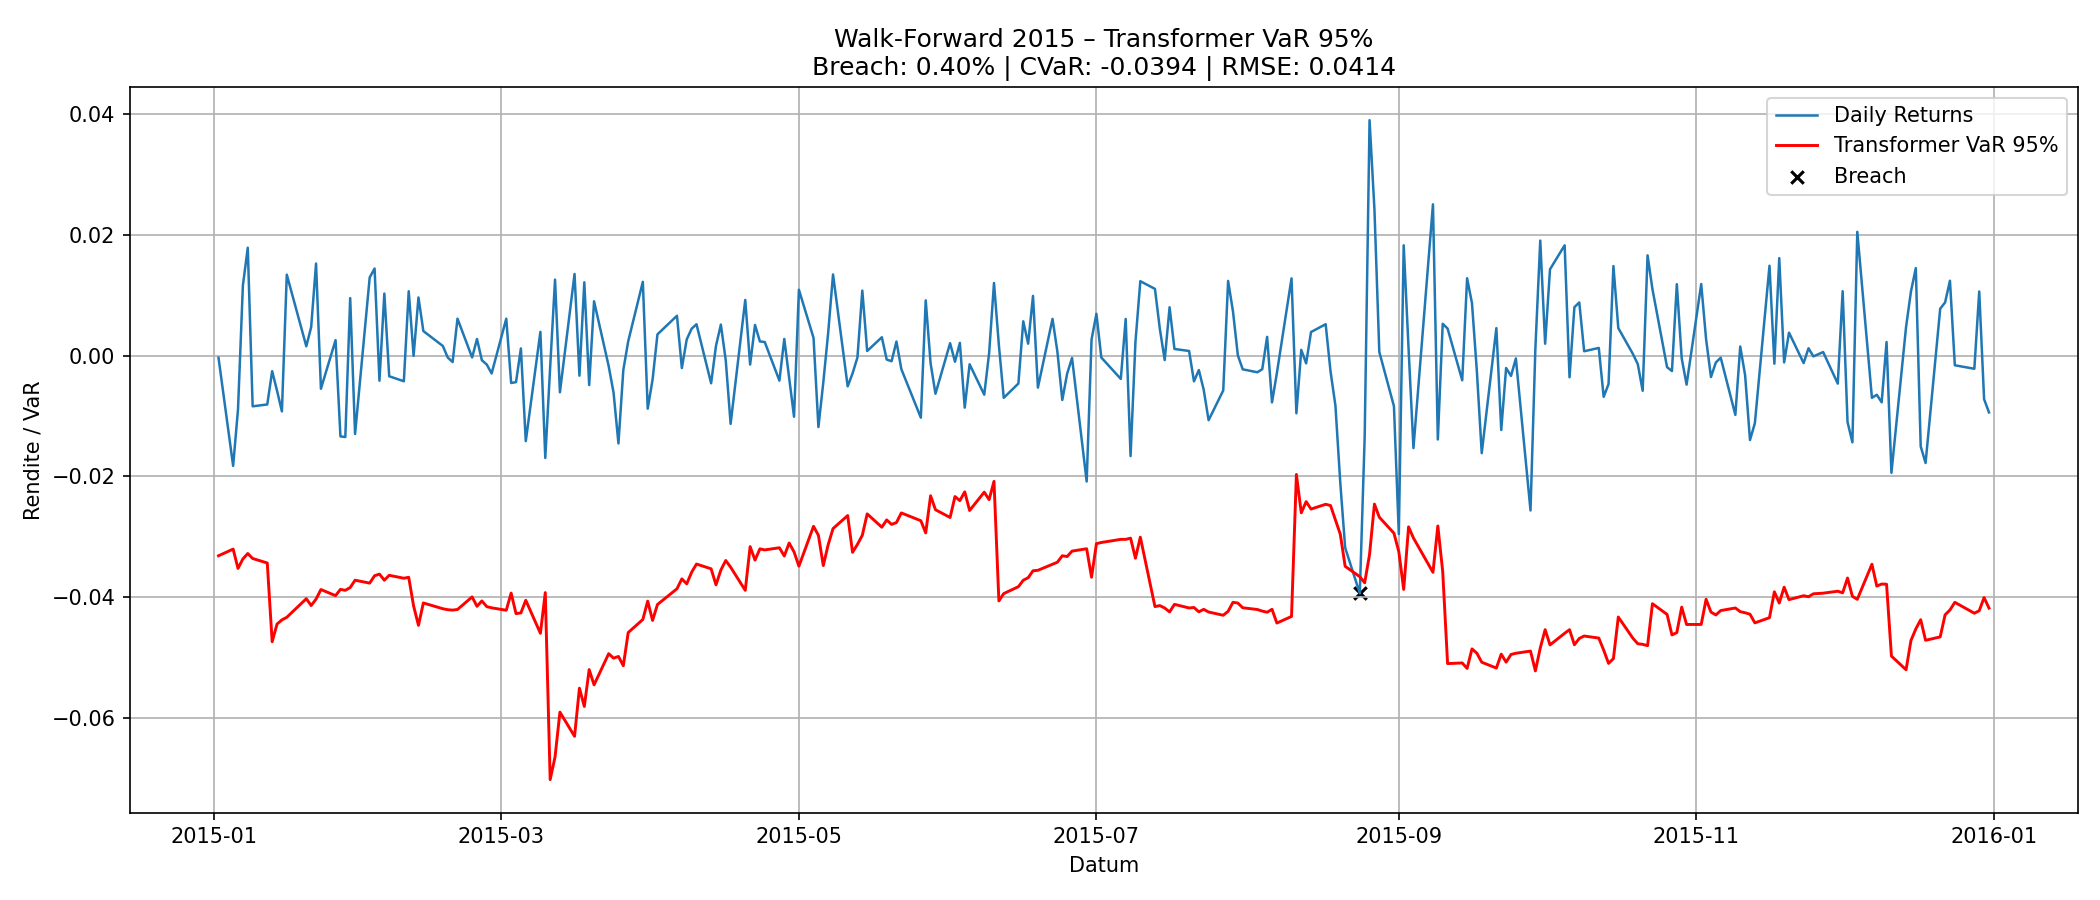 Walk-Forward 2015 – Transformer VaR 95%
Breach: 0.40% | CVaR: -0.0394 | RMSE: 0.0414
Daily Returns
Transformer VaR 95%
Breach
Rendite / VaR
0.04
0.02
0.00
−0.02
−0.04
−0.06
2015-01
2015-03
2015-05
2015-07
2015-09
2015-11
2016-01
Datum